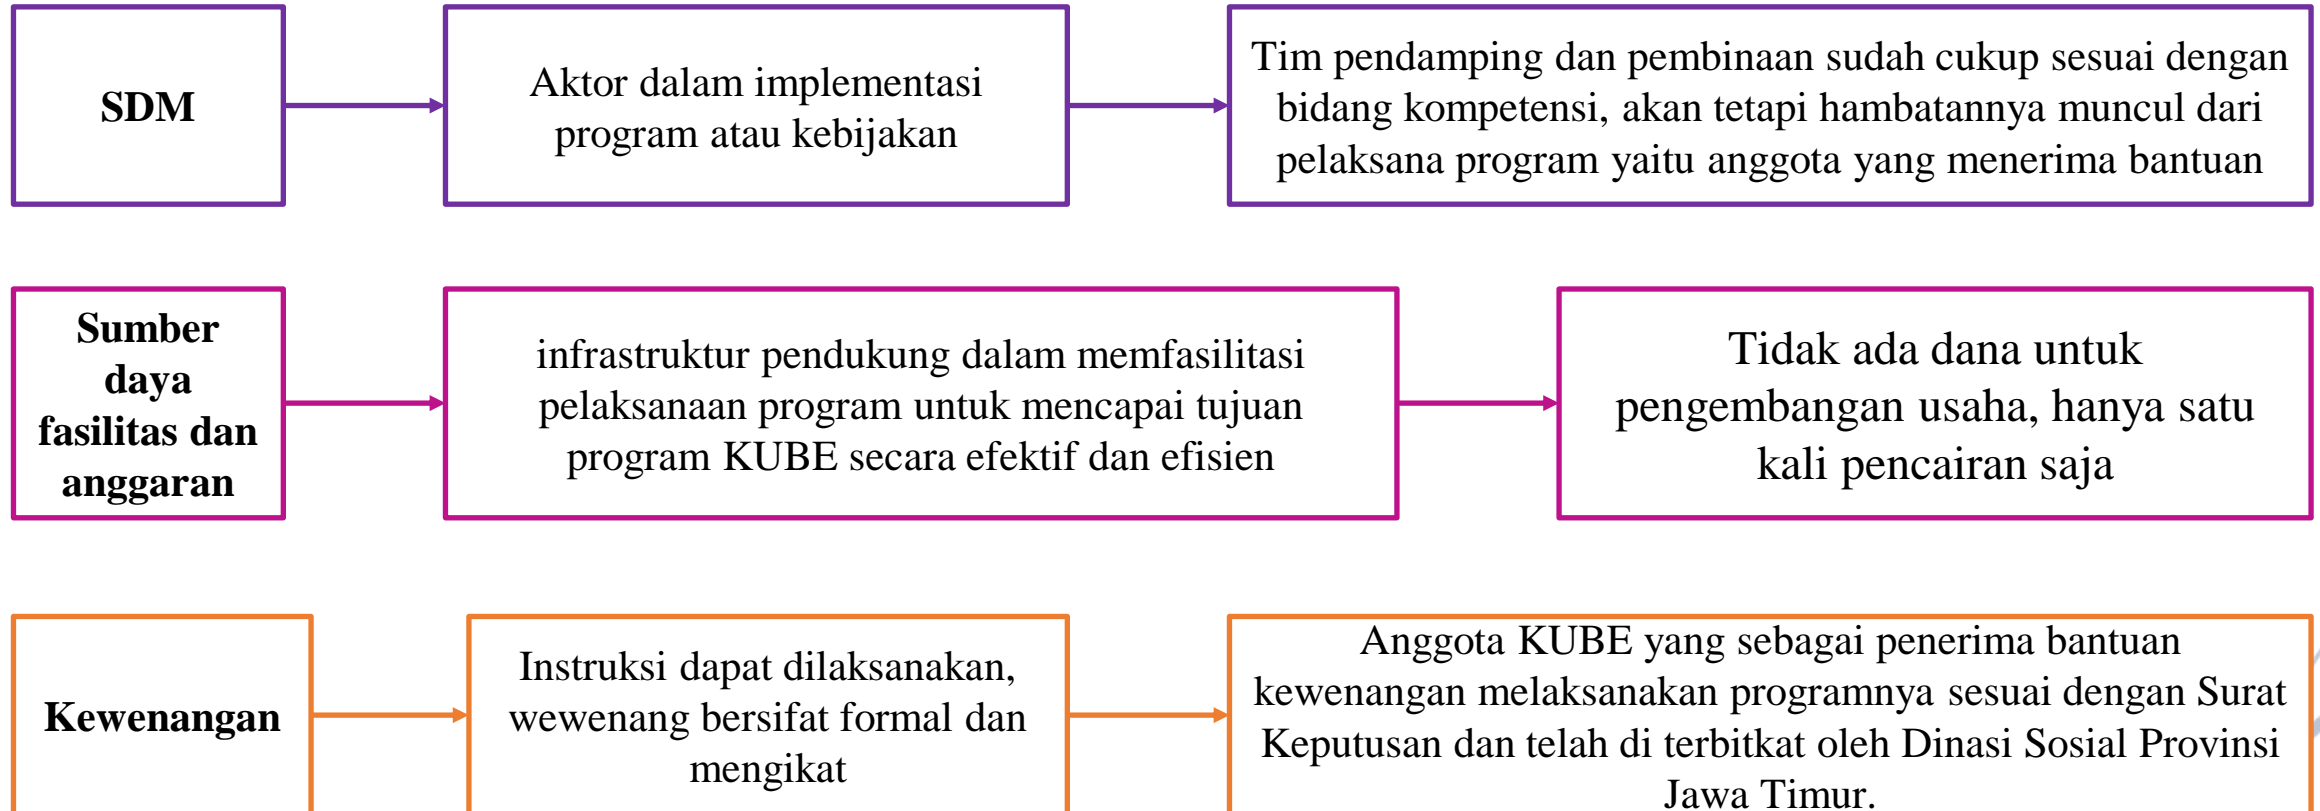 SDM
Aktor dalam implementasi
program atau kebijakan
Tim pendamping dan pembinaan sudah cukup sesuai dengan
bidang kompetensi, akan tetapi hambatannya muncul dari
pelaksana program yaitu anggota yang menerima bantuan
Sumber
daya
fasilitas dan
anggaran
infrastruktur pendukung dalam memfasilitasi
pelaksanaan program untuk mencapai tujuan
program KUBE secara efektif dan efisien
Tidak ada dana untuk
pengembangan usaha, hanya satu
kali pencairan saja
Kewenangan
Instruksi dapat dilaksanakan,
wewenang bersifat formal dan
mengikat
Anggota KUBE yang sebagai penerima bantuan
kewenangan melaksanakan programnya sesuai dengan Surat
Keputusan dan telah di terbitkat oleh Dinasi Sosial Provinsi
Jawa Timur.